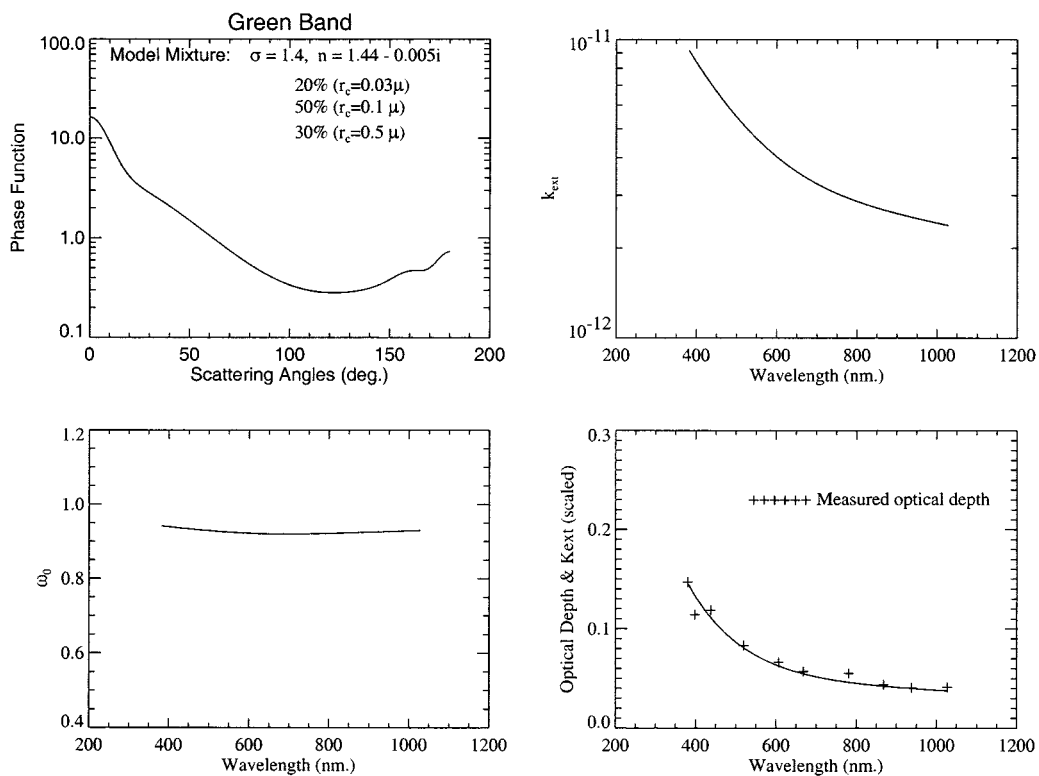 Green Band
Model Mixture: σ = 1.4, n = 1.44 - 0.005i
20% (r_c=0.03μ)
50% (r_c=0.1 μ)
30% (r_c=0.5 μ)
Phase Function
100.0
10.0
1.0
0.1
0 50 100 150 200
Scattering Angles (deg.)
k_ext
10^-11
10^-12
200 400 600 800 1000 1200
Wavelength (nm.)
ω_0
1.2
1.0
0.8
0.6
0.4
200 400 600 800 1000 1200
Wavelength (nm.)
Optical Depth & Kext (scaled)
0.3
0.2
0.1
0.0
Measured optical depth
200 400 600 800 1000 1200
Wavelength (nm.)